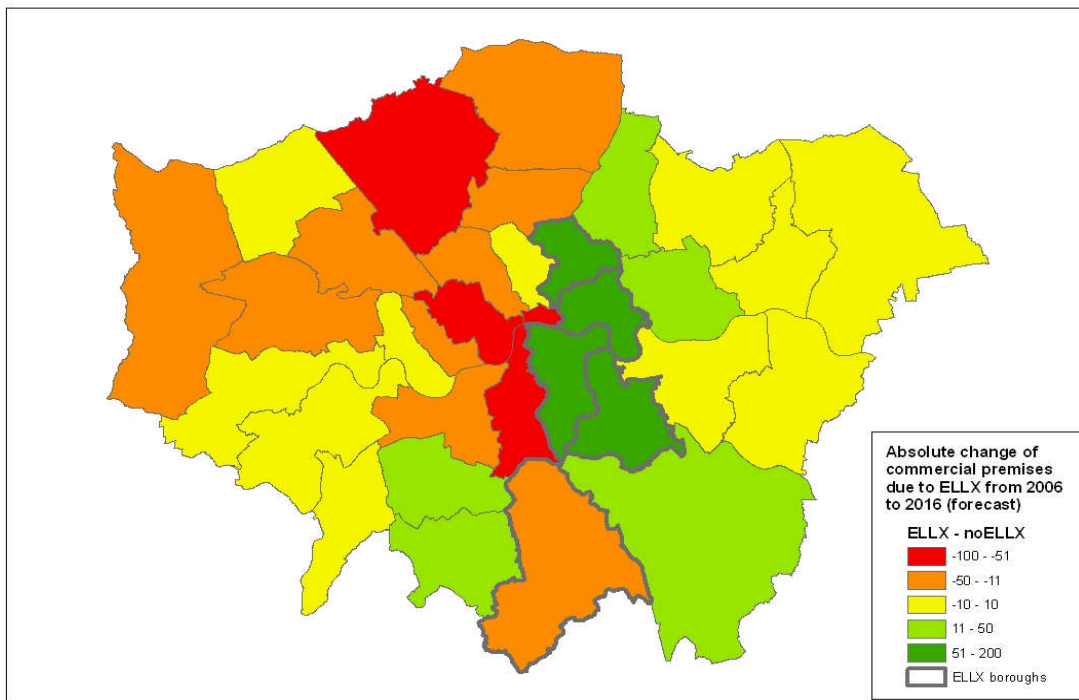 Absolute change of
commercial premises
due to ELLX from 2006
to 2016 (forecast)
ELLX - noELLX
-100 - -51
-50 - -11
-10 - 10
11 - 50
51 - 200
ELLX boroughs